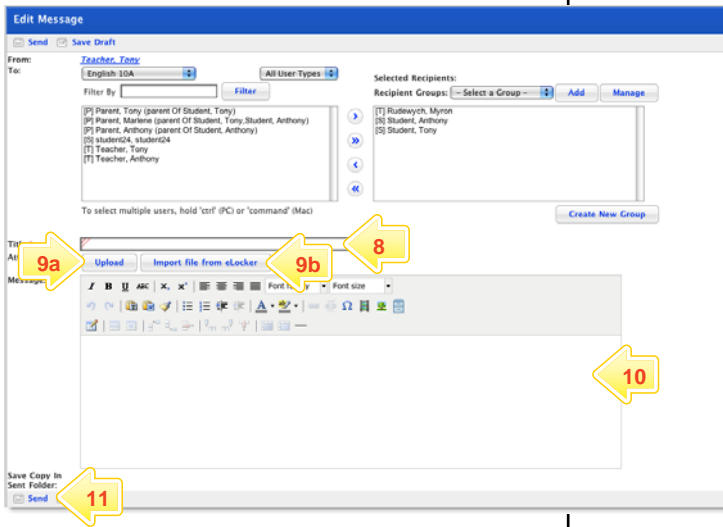 Edit Message
Send Save Draft
From: Teacher, Tony
To: English 10A All User Types
Selected Recipients:
Filter By Filter Recipient Groups: - Select a Group - Add Manage
[P] Parent, Tony (parent Of Student, Tony)
[P] Parent, Marlene (parent Of Student, Tony,Student, Anthony)
[P] Parent, Anthony (parent Of Student, Anthony)
[S] student24, student24
[T] Teacher, Tony
[T] Teacher, Anthony
[T] Rudewych, Myron
[S] Student, Anthony
[S] Student, Tony
To select multiple users, hold 'ctrl' (PC) or 'command' (Mac)
Create New Group
8
9a Upload Import file from eLocker 9b
Message:
I B U ABC X, x' Font size
A Ω
10
Save Copy In
Sent Folder:
Send 11